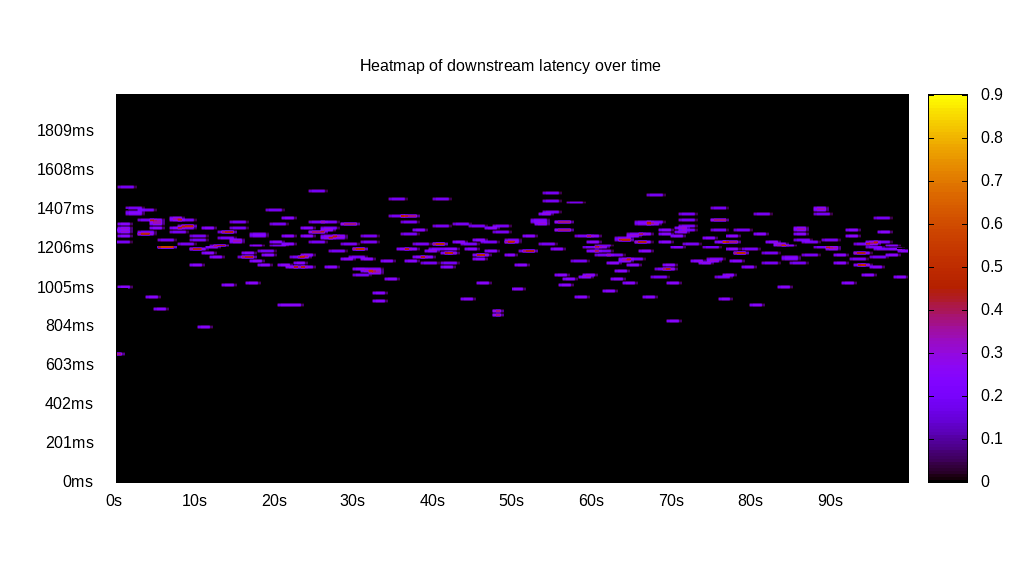 Heatmap of downstream latency over time
1809ms
1608ms
1407ms
1206ms
1005ms
804ms
603ms
402ms
201ms
0ms
0s 10s 20s 30s 40s 50s 60s 70s 80s 90s
0.9
0.8
0.7
0.6
0.5
0.4
0.3
0.2
0.1
0